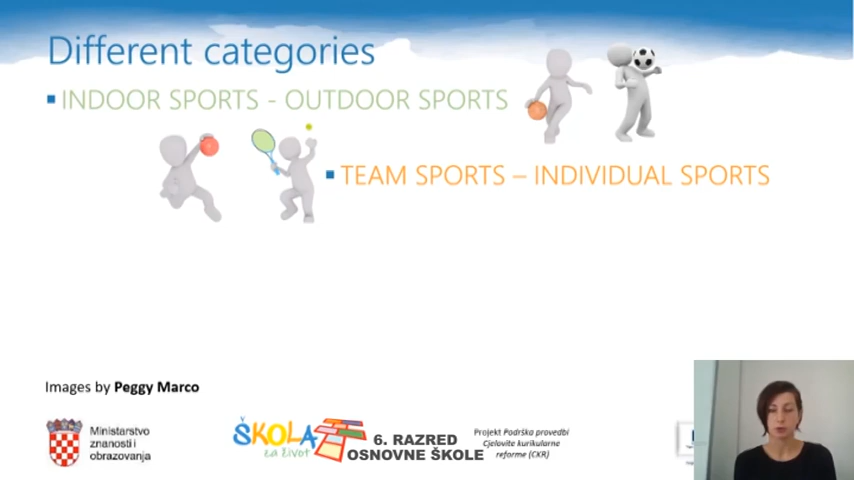 Different categories
INDOOR SPORTS - OUTDOOR SPORTS
TEAM SPORTS – INDIVIDUAL SPORTS
Images by Peggy Marco
Ministarstvo
znanosti i
obrazovanja
ŠKOLA
za život
6. RAZRED
OSNOVNE ŠKOLE
Projekt Podrška provedbi
Cjelovite kurikularne
reforme (CKR)